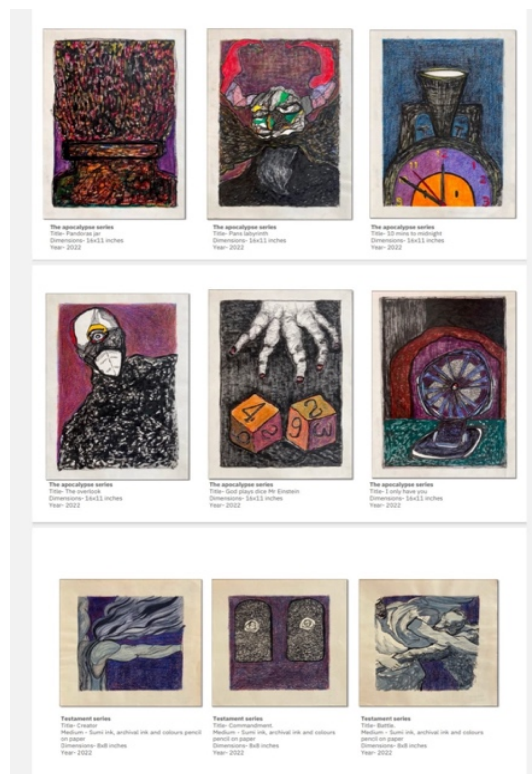 The apocalypse series
Title- Pandoras jar
Dimensions- 16x11 inches
Year- 2022
The apocalypse series
Title- Pans labyrinth
Dimensions- 16x11 inches
Year- 2022
The apocalypse series
Title- 10 mins to midnight
Dimensions- 16x11 inches
Year- 2022
The apocalypse series
Title- The overlook
Dimensions- 16x11 inches
Year- 2022
4
2
9
3
The apocalypse series
Title- God plays dice Mr Einstein
Dimensions- 16x11 inches
Year- 2022
The apocalypse series
Title- I only have you
Dimensions- 16x11 inches
Year- 2022
Testament series
Title- Creator
Medium - Sumi ink, archival ink and colours pencil
on paper
Dimensions- 8x8 inches
Year- 2022
Testament series
Title- Commandment.
Medium - Sumi ink, archival ink and colours
pencil on paper
Dimensions- 8x8 inches
Year- 2022
Testament series
Title- Battle.
Medium - Sumi ink, archival ink and colours
pencil on paper
Dimensions- 8x8 inches
Year- 2022